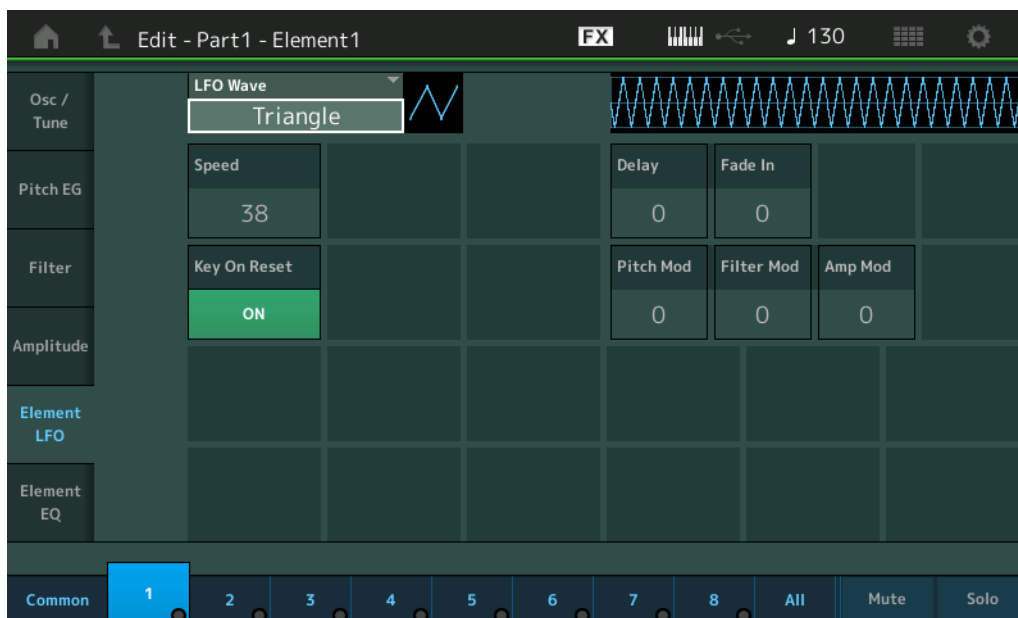 Edit - Part1 - Element1
FX
130
Osc /
Tune
Pitch EG
Filter
Amplitude
Element
LFO
Element
EQ
LFO Wave
Triangle
Speed
38
Delay
0
Fade In
0
Key On Reset
ON
Pitch Mod
0
Filter Mod
0
Amp Mod
0
Common 1 2 3 4 5 6 7 8 All Mute Solo